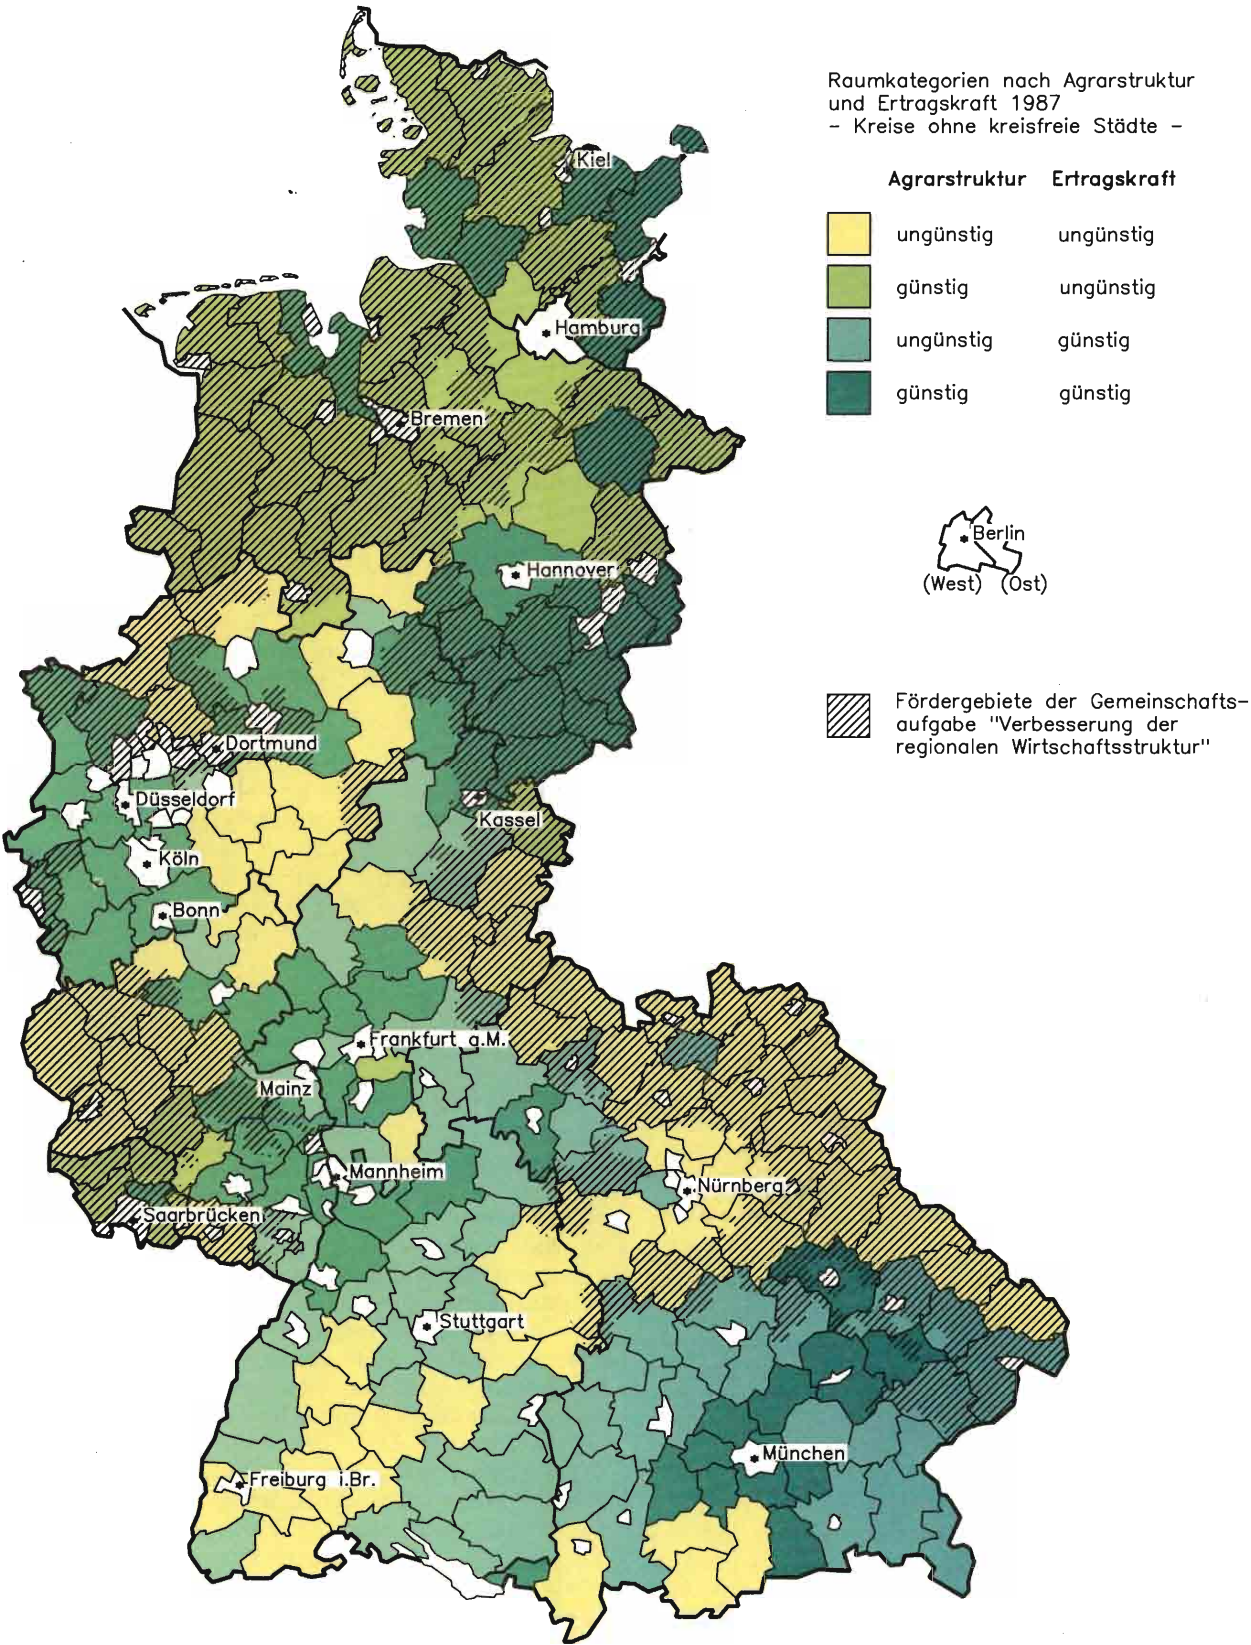 Raumkategorien nach Agrarstruktur
und Ertragskraft 1987
- Kreise ohne kreisfreie Städte -
Agrarstruktur Ertragskraft
ungünstig ungünstig
günstig ungünstig
ungünstig günstig
günstig günstig
Kiel
Hamburg
Bremen
Berlin
(West) (Ost)
Hannover
Fördergebiete der Gemeinschafts-
aufgabe "Verbesserung der
regionalen Wirtschaftsstruktur"
Dortmund
Düsseldorf
Kassel
Köln
Bonn
Frankfurt a.M.
Mainz
Mannheim
Nürnberg
Saarbrücken
Stuttgart
München
Freiburg i.Br.